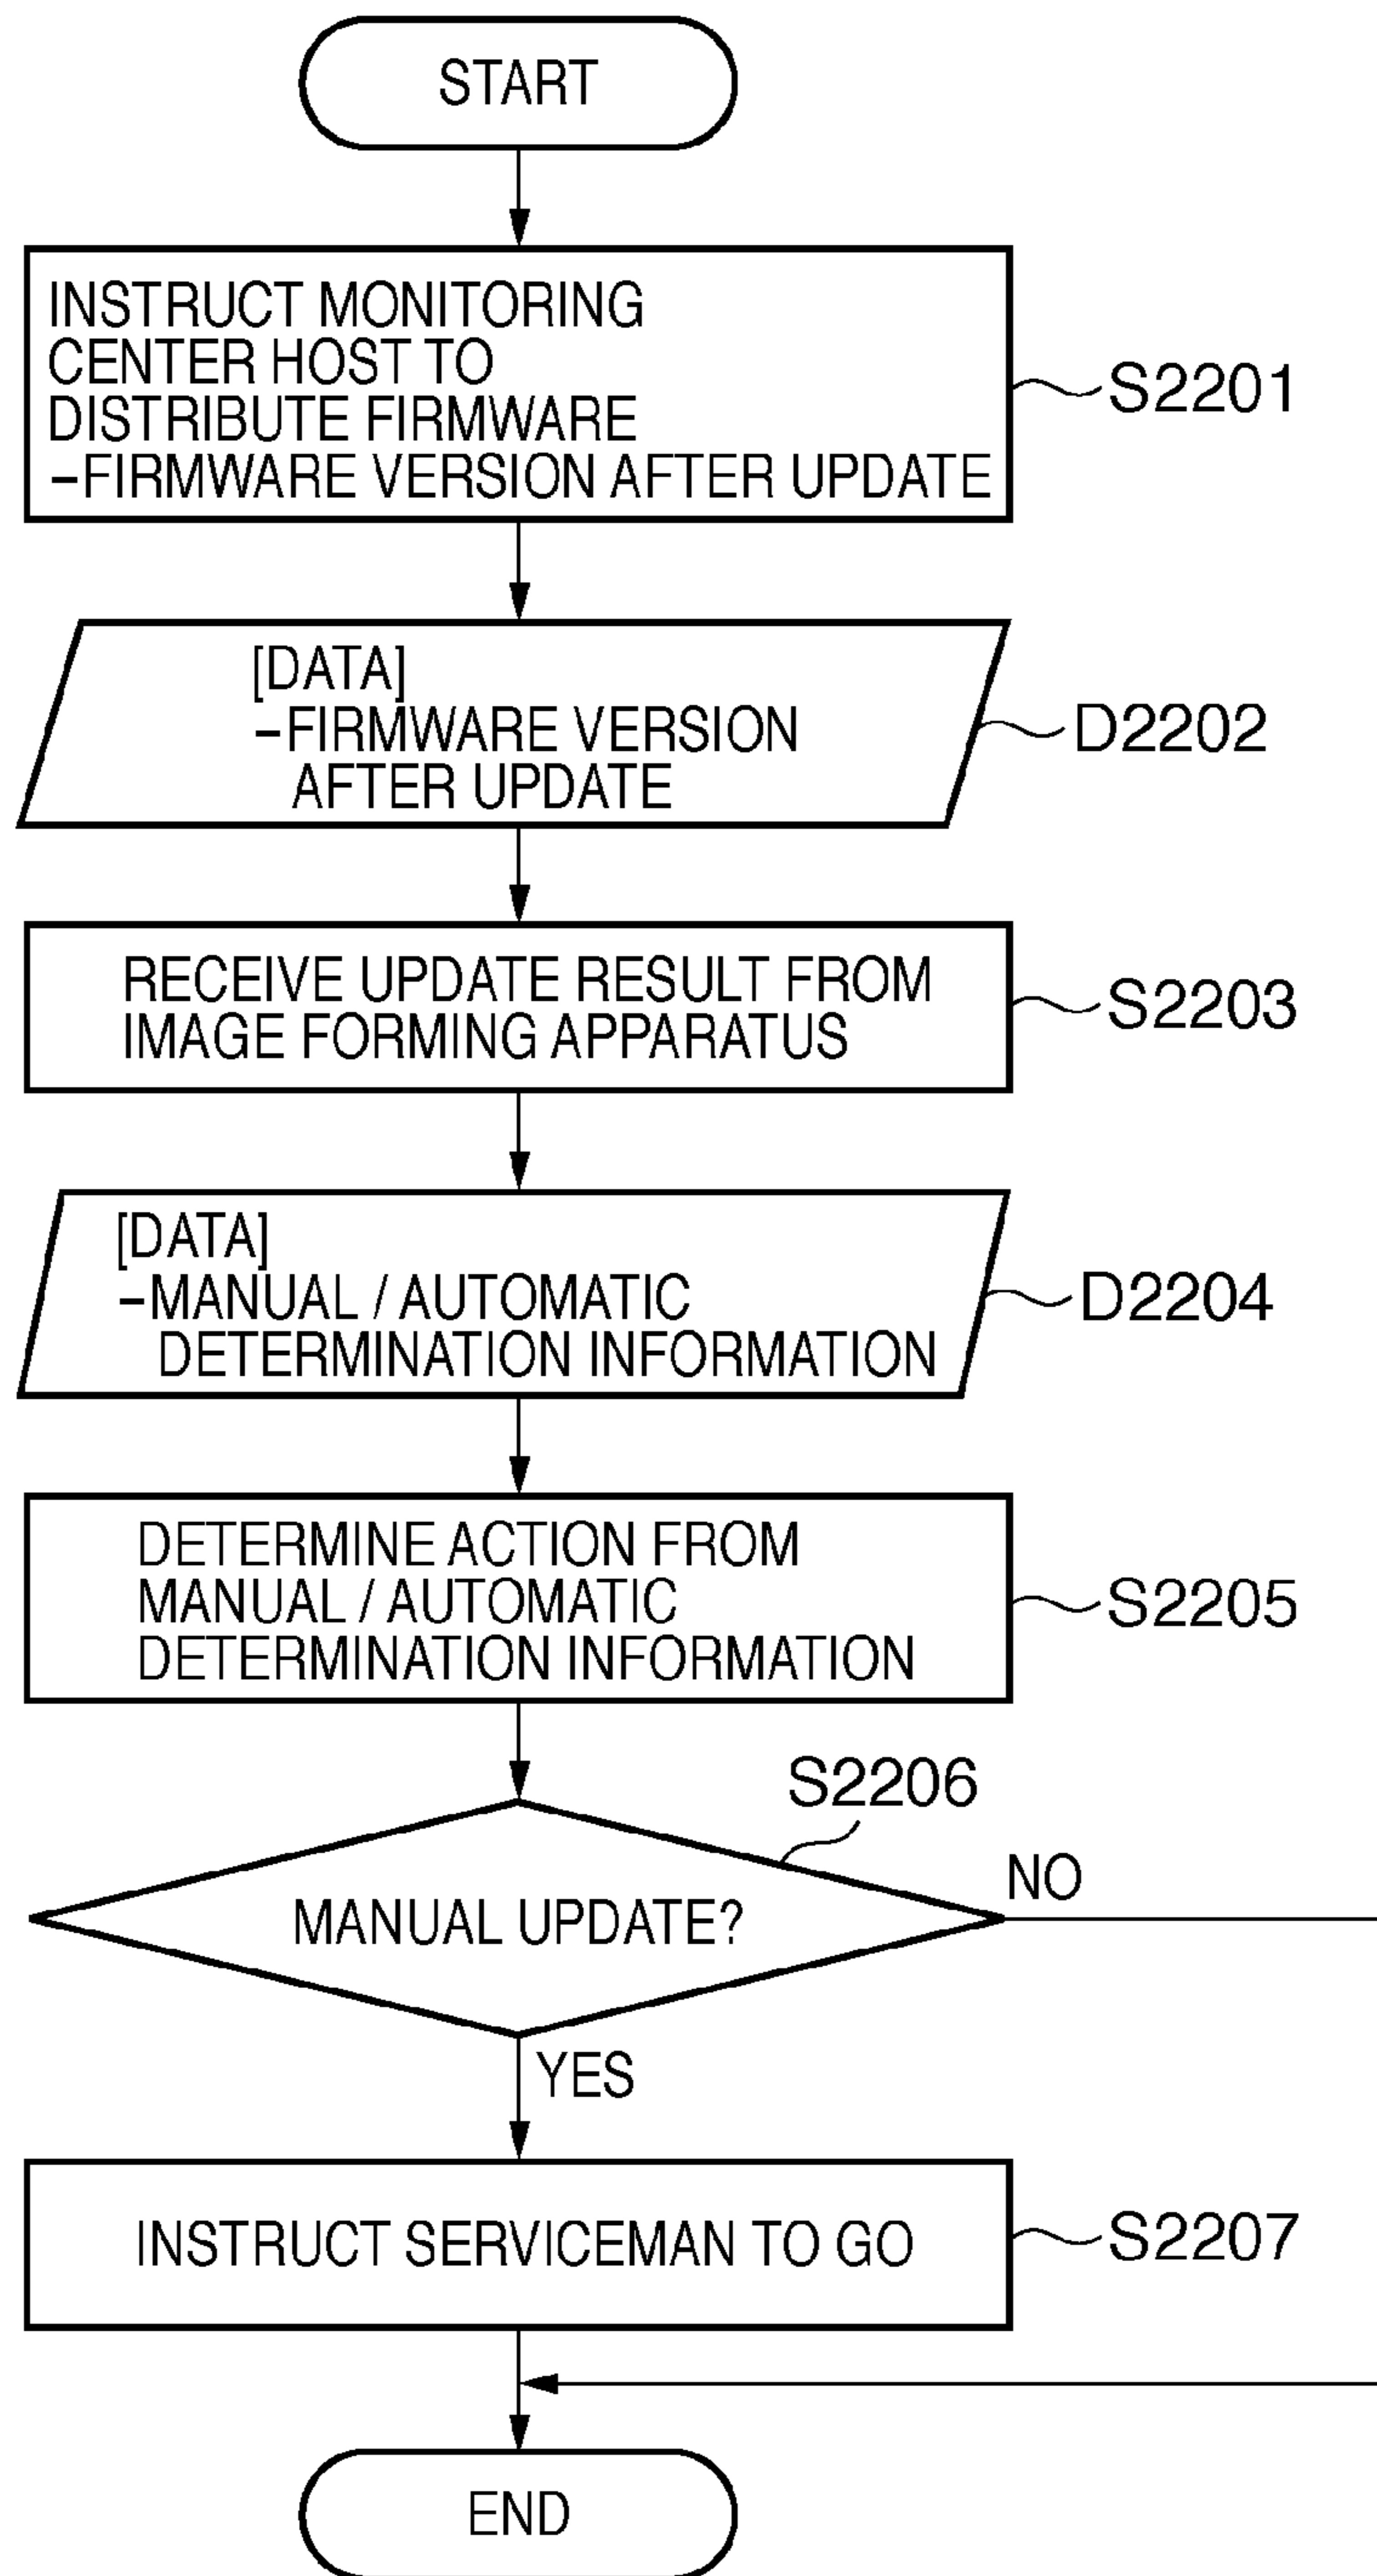 START
INSTRUCT MONITORING
CENTER HOST TO
DISTRIBUTE FIRMWARE
-FIRMWARE VERSION AFTER UPDATE
S2201
[DATA]
-FIRMWARE VERSION
AFTER UPDATE
D2202
RECEIVE UPDATE RESULT FROM
IMAGE FORMING APPARATUS
S2203
[DATA]
-MANUAL / AUTOMATIC
DETERMINATION INFORMATION
D2204
DETERMINE ACTION FROM
MANUAL / AUTOMATIC
DETERMINATION INFORMATION
S2205
S2206
MANUAL UPDATE?
NO
YES
INSTRUCT SERVICEMAN TO GO
S2207
END